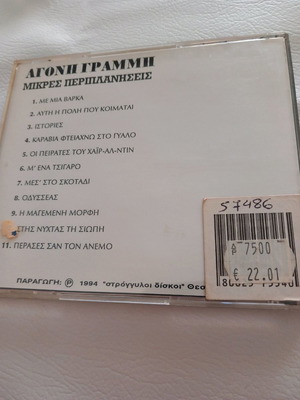 ΑΓΟΝΗ ΓΡΑΜΜΗ
ΜΙΚΡΕΣ ΠΕΡΙΠΛΑΝΗΣΕΙΣ
1. ΜΕ ΜΙΑ ΒΑΡΚΑ
2. ΑΥΤΗ Η ΠΟΛΗ ΠΟΥ ΚΟΙΜΑΤΑΙ
3. ΙΣΤΟΡΙΕΣ
4. ΚΑΡΑΒΙΑ ΦΤΕΙΑΧΝΩ ΣΤΟ ΓΥΑΛΟ
5. ΟΙ ΠΕΙΡΑΤΕΣ ΤΟΥ ΧΑΪΡ-ΑΛ-ΝΤΙΝ
6. Μ' ΕΝΑ ΤΣΙΓΑΡΟ
7. ΜΕΣ' ΣΤΟ ΣΚΟΤΑΔΙ
8. ΟΔΥΣΣΕΑΣ
9. Η ΜΑΓΕΜΕΝΗ ΜΟΡΦΗ
ΣΤΗΣ ΝΥΧΤΑΣ ΤΗ ΣΙΩΠΗ
11. ΠΕΡΑΣΕΣ ΣΑΝ ΤΟΝ ΑΝΕΜΟ
57486
β 7500
€ 22.01
ΠΑΡΑΓΩΓΗ: Ⓟ 1994 "στρόγγυλοι δίσκοι" Θεσ